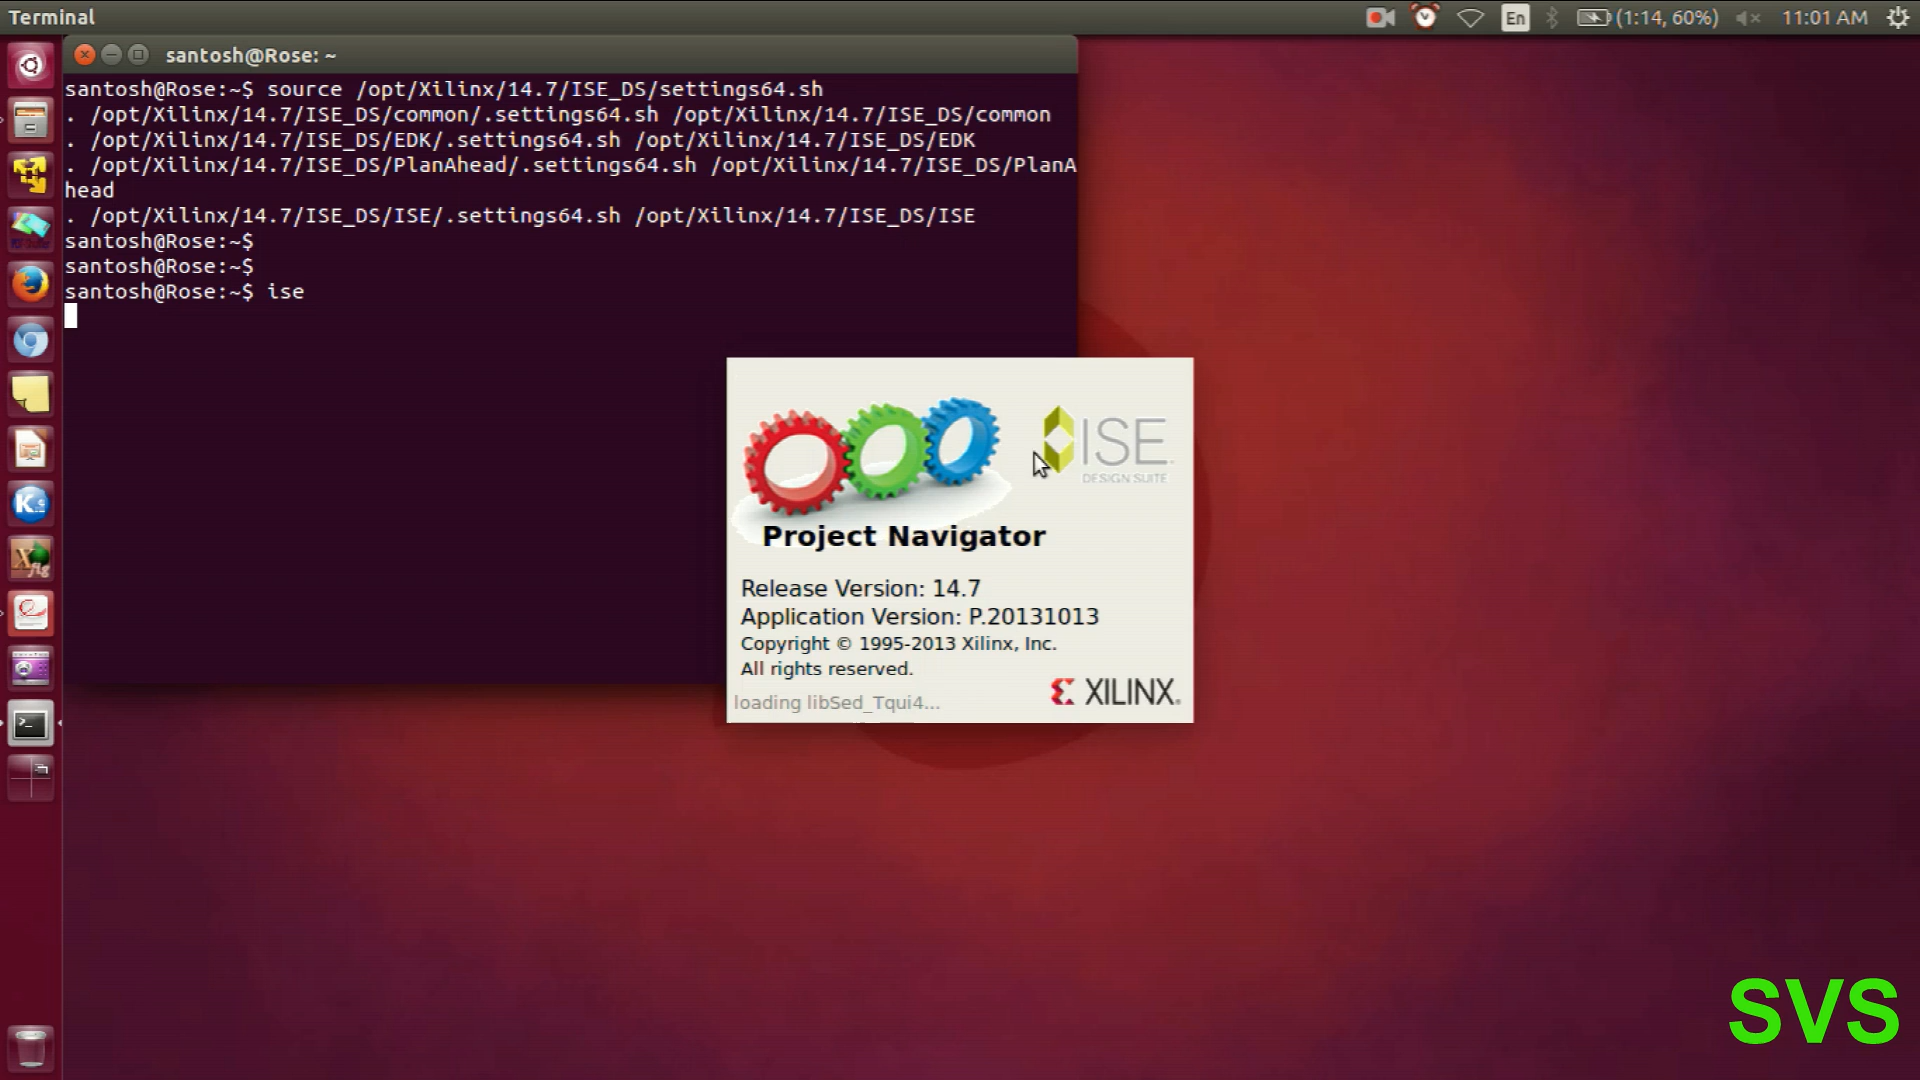 Terminal
En
(1:14, 60%)
11:01 AM
santosh@Rose: ~
santosh@Rose:~$ source /opt/Xilinx/14.7/ISE_DS/settings64.sh
. /opt/Xilinx/14.7/ISE_DS/common/.settings64.sh /opt/Xilinx/14.7/ISE_DS/common
. /opt/Xilinx/14.7/ISE_DS/EDK/.settings64.sh /opt/Xilinx/14.7/ISE_DS/EDK
. /opt/Xilinx/14.7/ISE_DS/PlanAhead/.settings64.sh /opt/Xilinx/14.7/ISE_DS/PlanA
head
. /opt/Xilinx/14.7/ISE_DS/ISE/.settings64.sh /opt/Xilinx/14.7/ISE_DS/ISE
santosh@Rose:~$
santosh@Rose:~$
santosh@Rose:~$ ise
ISE
DESIGN SUITE
Project Navigator
Release Version: 14.7
Application Version: P.20131013
Copyright © 1995-2013 Xilinx, Inc.
All rights reserved.
loading libSed_Tqui4...
XILINX.
SVS